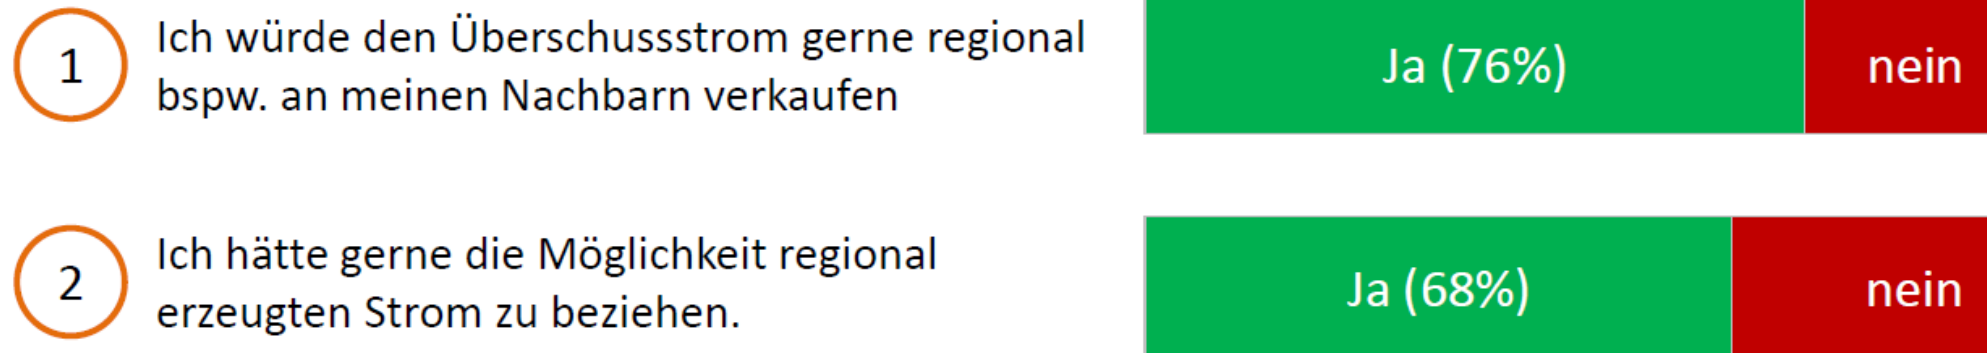 1
Ich würde den Überschussstrom gerne regional
bspw. an meinen Nachbarn verkaufen
Ja (76%)
nein
2
Ich hätte gerne die Möglichkeit regional
erzeugten Strom zu beziehen.
Ja (68%)
nein